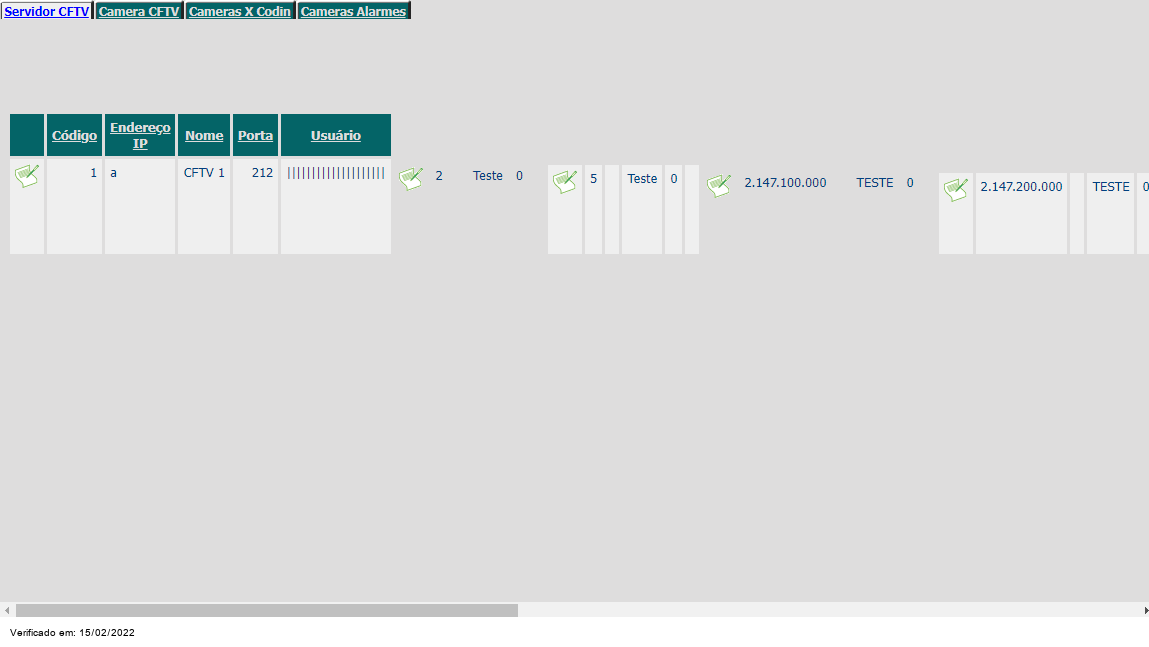 Servidor CFTV Camera CFTV Cameras X Codin Cameras Alarmes
Código Endereço IP Nome Porta Usuário
1 a CFTV 1 212 ||||||||||||||||||||
2 Teste 0
5 Teste 0
2.147.100.000 TESTE 0
2.147.200.000 TESTE 0
Verificado em: 15/02/2022